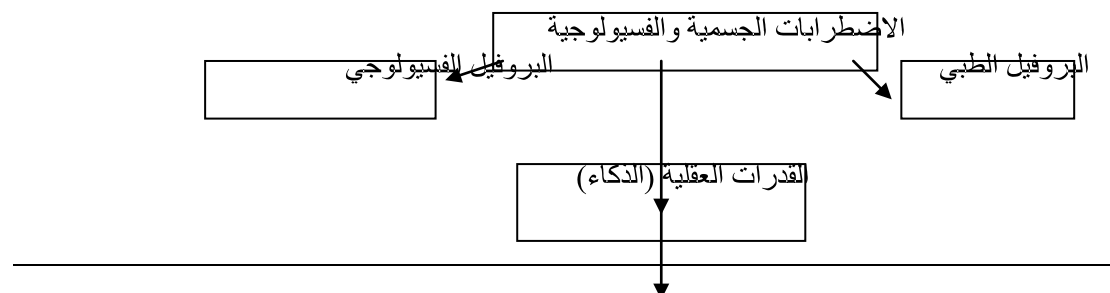 الاضطرابات الجسمية والفسيولوجية
البروفيل الطبي
البروفيل الفسيولوجي
القدرات العقلية (الذكاء)